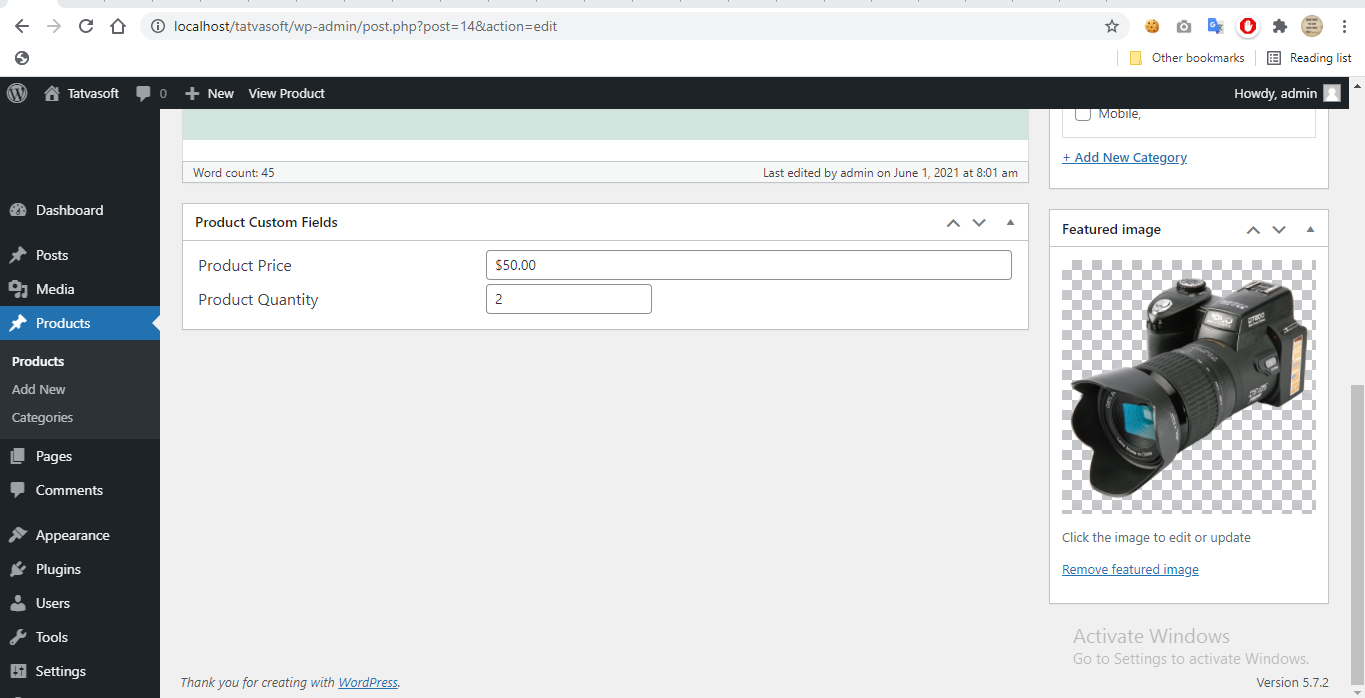 localhost/tatvasoft/wp-admin/post.php?post=14&action=edit
Other bookmarks
Reading list
Tatvasoft
0
New
View Product
Howdy, admin
Mobile,
+ Add New Category
Word count: 45
Last edited by admin on June 1, 2021 at 8:01 am
Dashboard
Posts
Media
Products
Products
Add New
Categories
Pages
Comments
Appearance
Plugins
Users
Tools
Settings
Product Custom Fields
Product Price
$50.00
Product Quantity
2
Featured image
Click the image to edit or update
Remove featured image
Activate Windows
Go to Settings to activate Windows.
Thank you for creating with WordPress.
Version 5.7.2